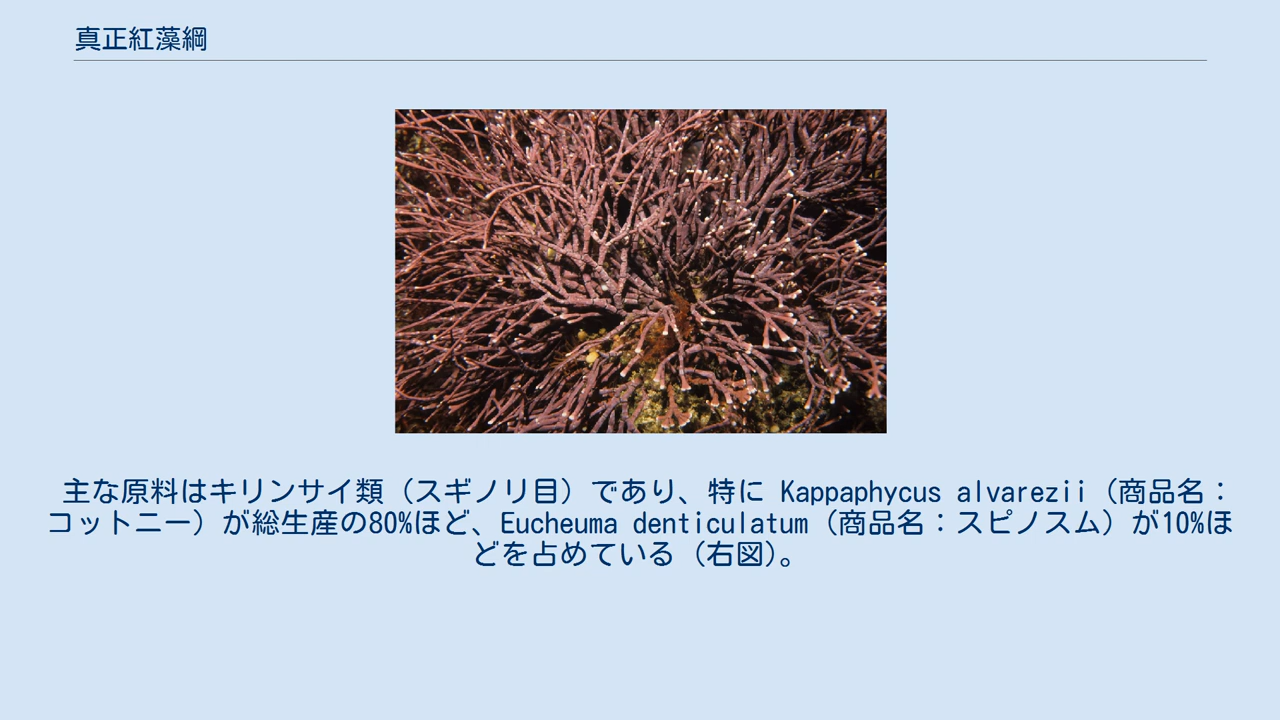 真正紅藻綱
主な原料はキリンサイ類（スギノリ目）であり、特に Kappaphycus alvarezii（商品名：
コットニー）が総生産の80%ほど、Eucheuma denticulatum（商品名：スピノスム）が10%ほ
どを占めている（右図）。